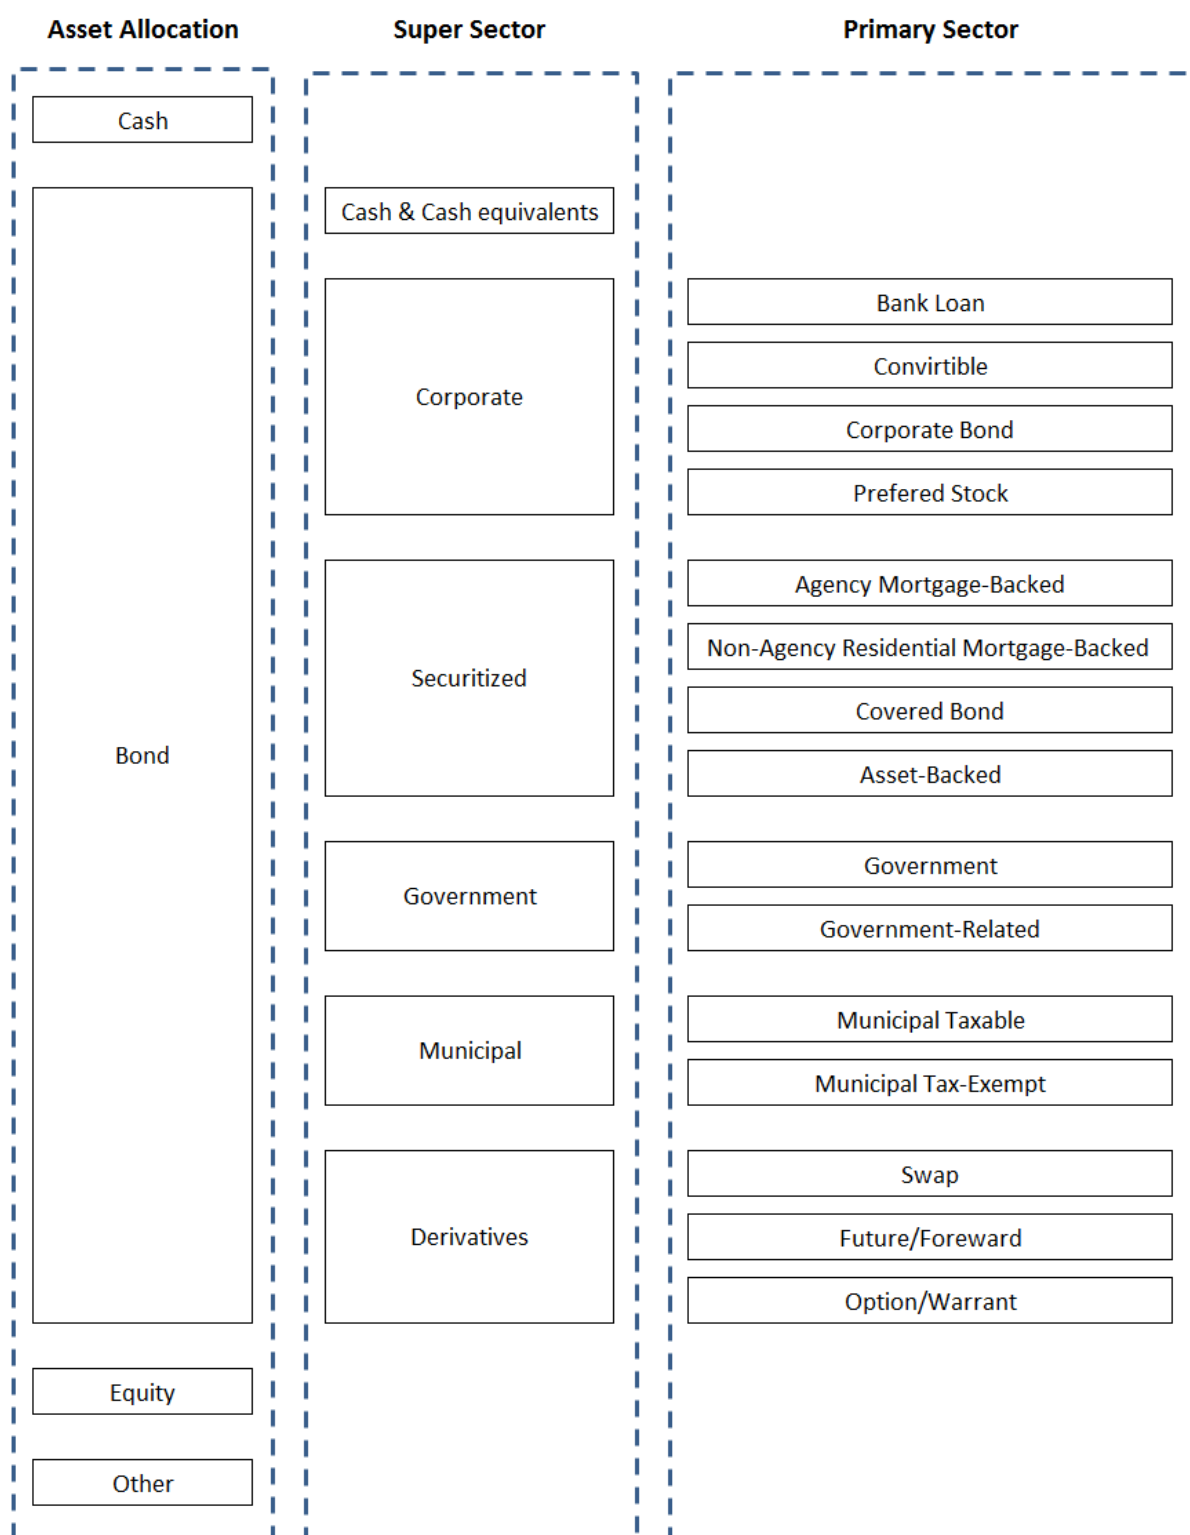 Asset Allocation
Super Sector
Primary Sector
Cash
Cash & Cash equivalents
Bank Loan
Convirtible
Corporate
Corporate Bond
Prefered Stock
Agency Mortgage-Backed
Non-Agency Residential Mortgage-Backed
Securitized
Covered Bond
Bond
Asset-Backed
Government
Government
Government-Related
Municipal Taxable
Municipal
Municipal Tax-Exempt
Swap
Derivatives
Future/Foreward
Option/Warrant
Equity
Other